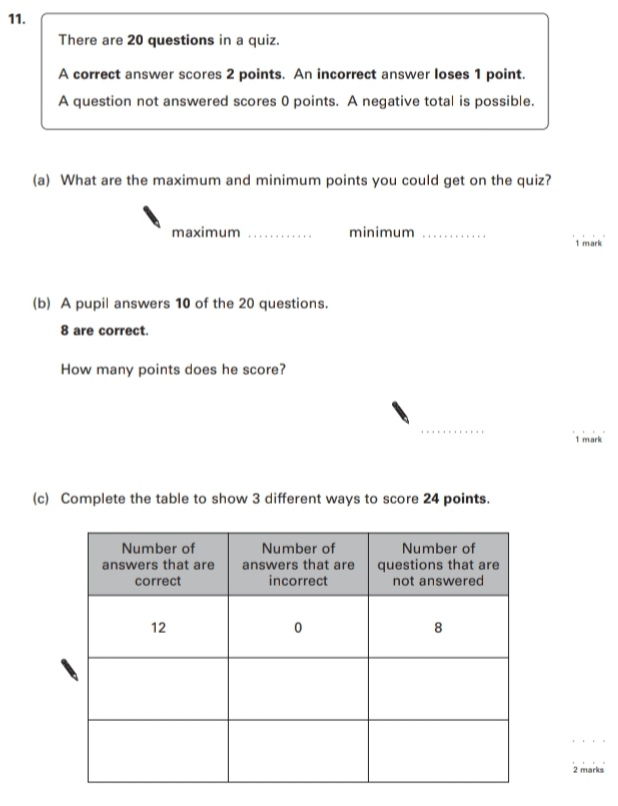 11.
There are 20 questions in a quiz.
A correct answer scores 2 points. An incorrect answer loses 1 point.
A question not answered scores 0 points. A negative total is possible.
(a) What are the maximum and minimum points you could get on the quiz?
maximum ............ minimum ............
1 mark
(b) A pupil answers 10 of the 20 questions.
8 are correct.
How many points does he score?
............
1 mark
(c) Complete the table to show 3 different ways to score 24 points.
Number of answers that are correct
Number of answers that are incorrect
Number of questions that are not answered
12 0 8
2 marks